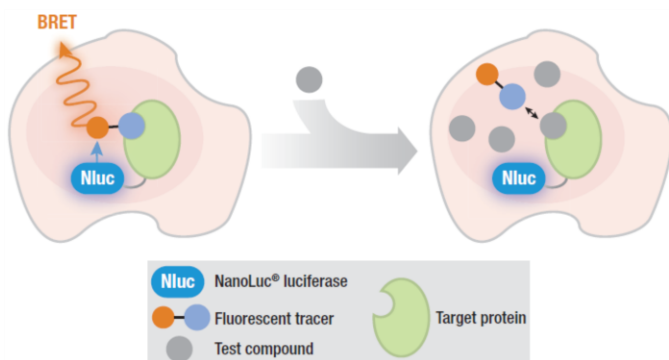 BRET
Nluc
Nluc
Nluc
NanoLuc® luciferase
Fluorescent tracer
Target protein
Test compound